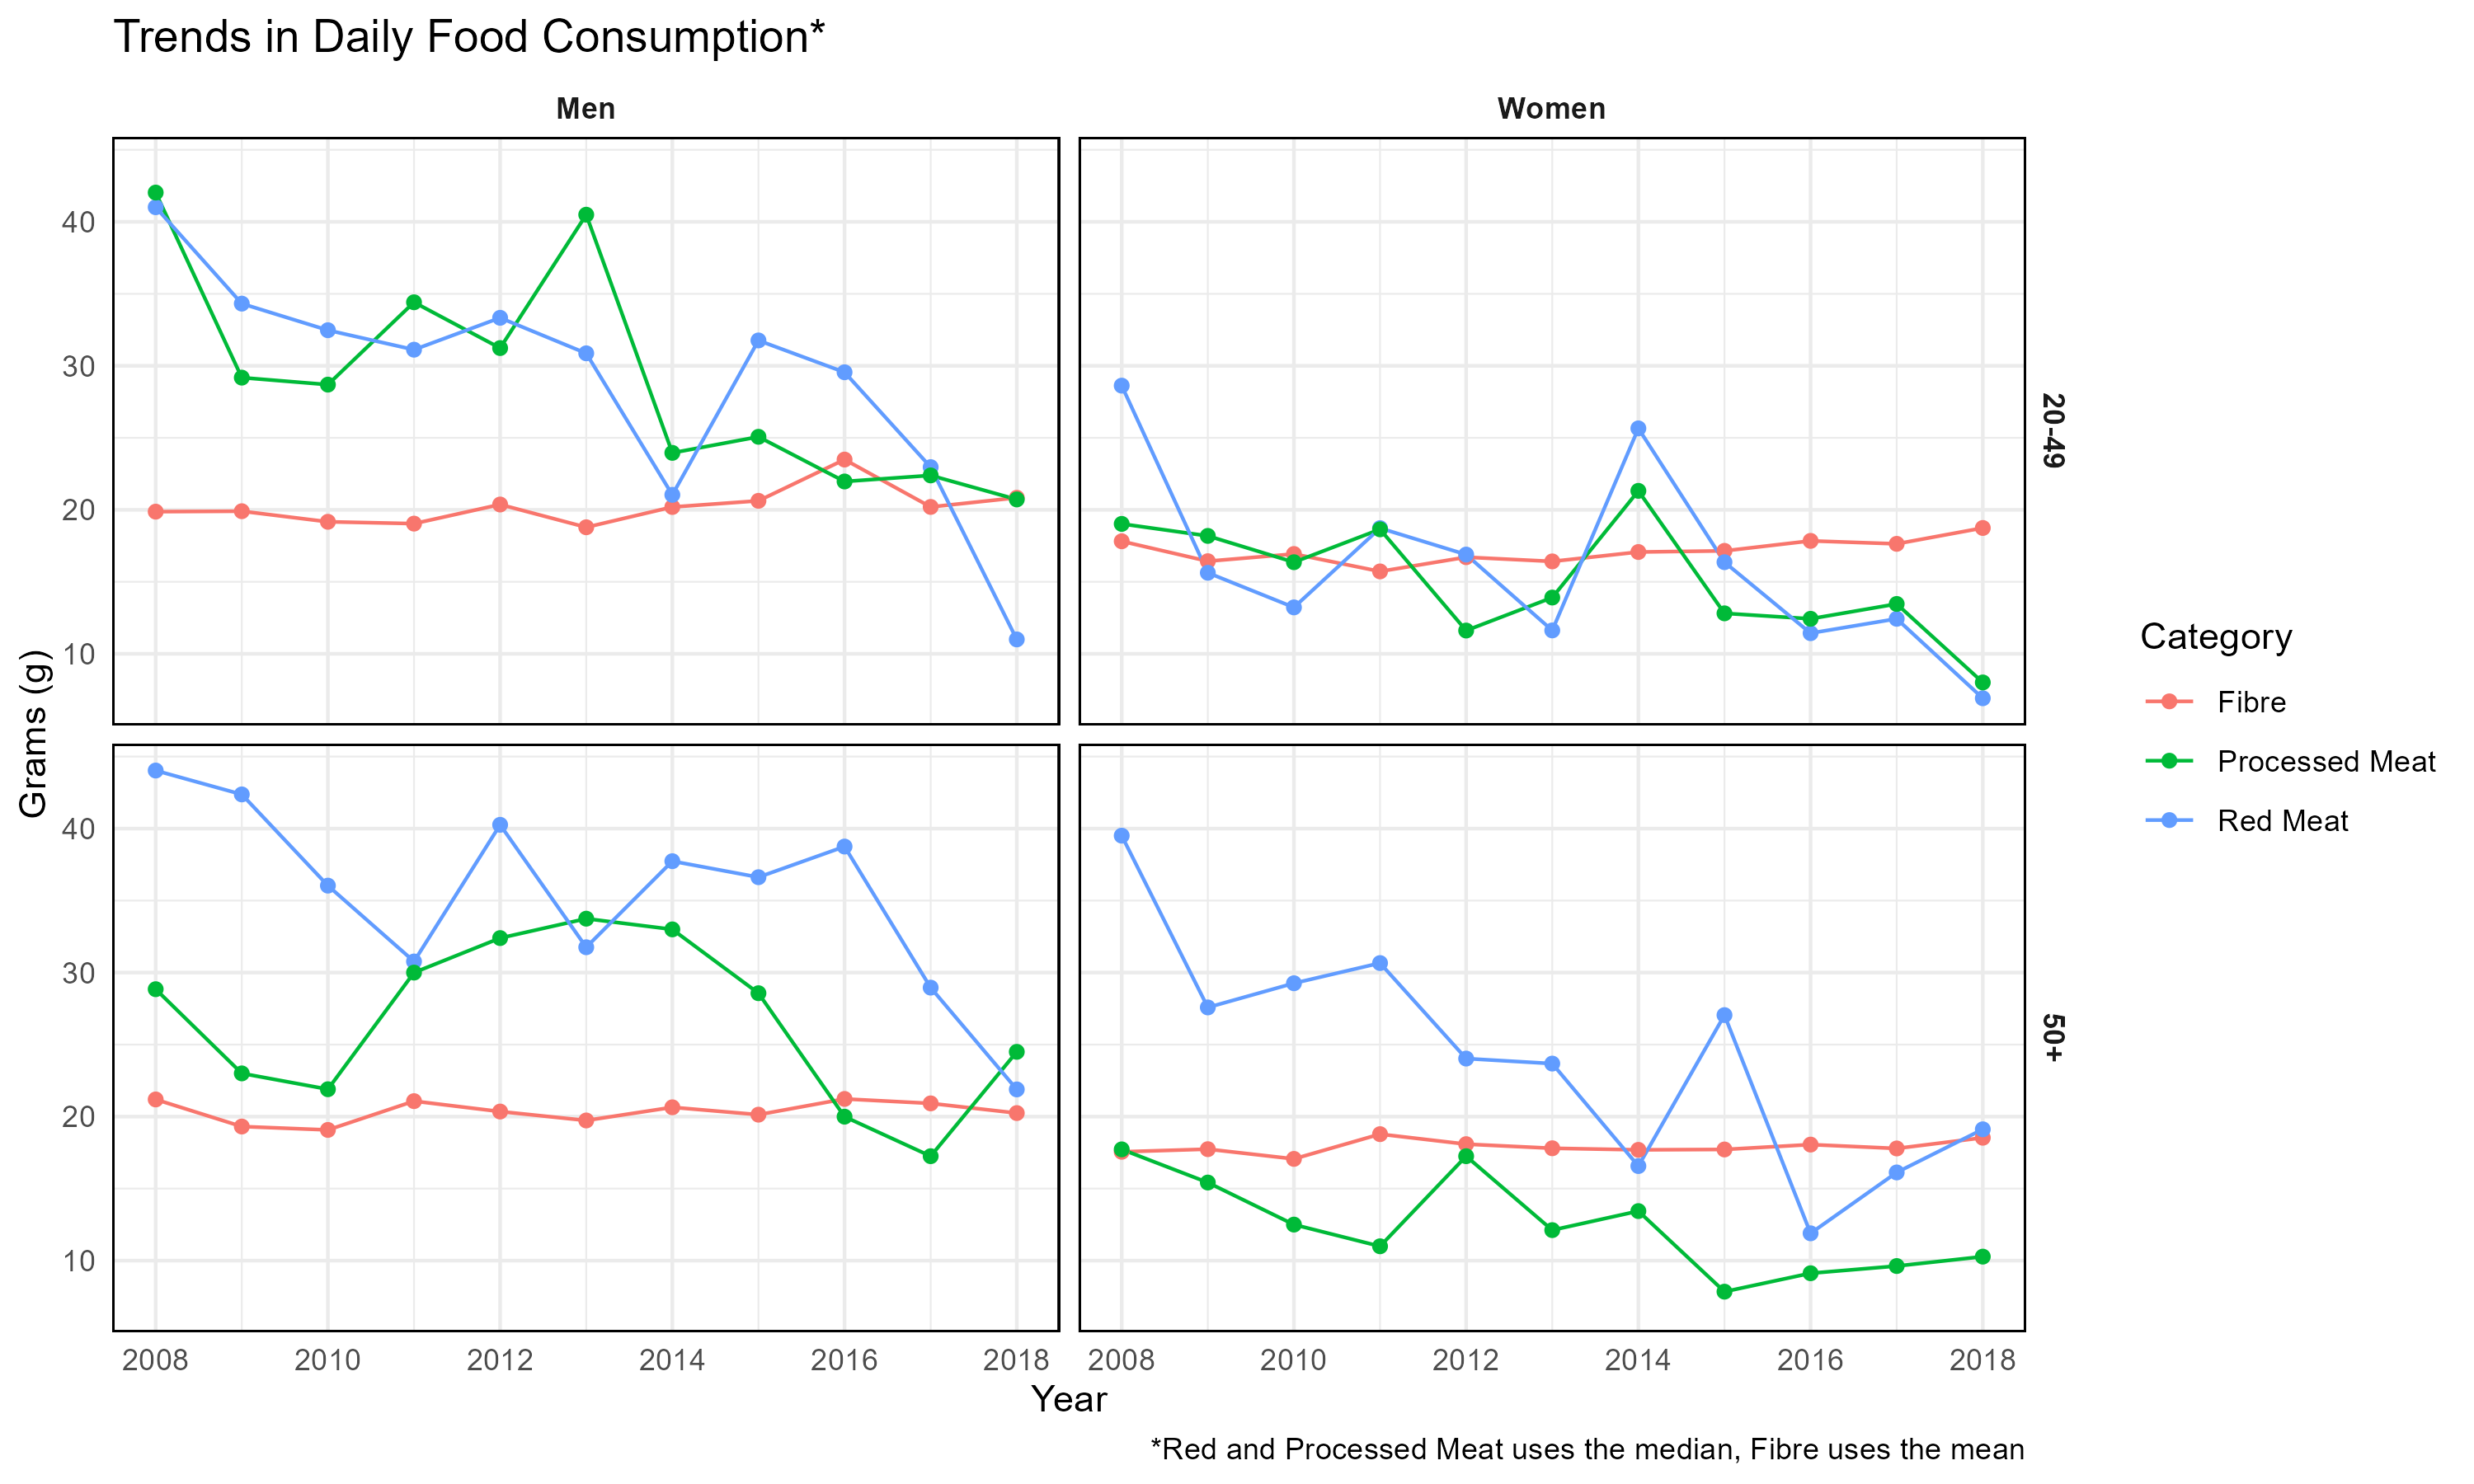 Trends in Daily Food Consumption*
Men
Women
40
30
20
10
20-49
40
30
20
10
50+
2008 2010 2012 2014 2016 2018
2008 2010 2012 2014 2016 2018
Grams (g)
Year
Category
Fibre
Processed Meat
Red Meat
*Red and Processed Meat uses the median, Fibre uses the mean